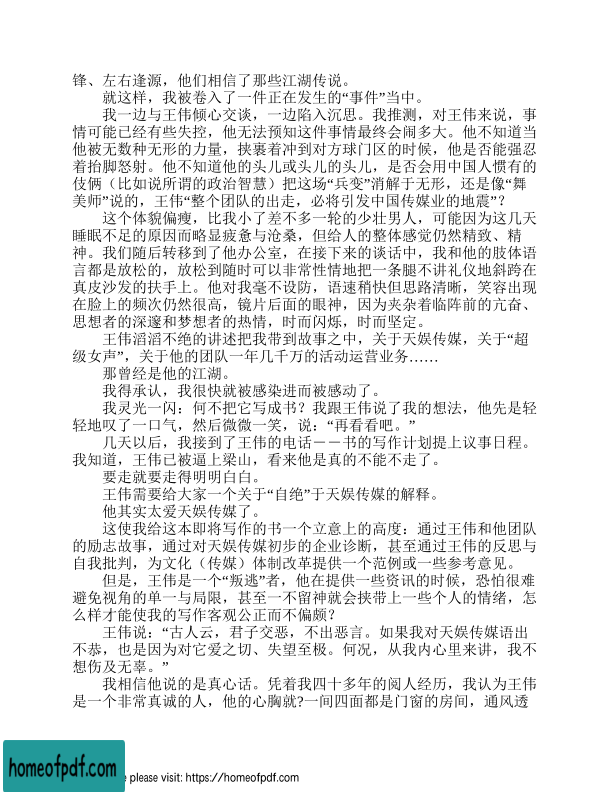 锋、左右逢源，他们相信了那些江湖传说。
就这样，我被卷入了一件正在发生的“事件”当中。
我一边与王伟倾心交谈，一边陷入沉思。我推测，对王伟来说，事
情可能已经有些失控，他无法预知这件事情最终会闹多大。他不知道当
他被无数种无形的力量，挟裹着冲到对方球门区的时候，他是否能强忍
着抬脚怒射。他不知道他的头儿或头儿的头儿，是否会用中国人惯有的
伎俩（比如说所谓的政治智慧）把这场“兵变”消解于无形，还是像“舞
美师”说的，王伟“整个团队的出走，必将引发中国传媒业的地震”？
这个体貌偏瘦，比我小了差不多一轮的少壮男人，可能因为这几天
睡眠不足的原因而略显疲惫与沧桑，但给人的整体感觉仍然精致、精
神。我们随后转移到了他办公室，在接下来的谈话中，我和他的肢体语
言都是放松的，放松到随时可以非常性情地把一条腿不讲礼仪地斜跨在
真皮沙发的扶手上。他对我毫不设防，语速稍快但思路清晰，笑容出现
在脸上的频次仍然很高，镜片后面的眼神，因为夹杂着临阵前的亢奋、
思想者的深邃和梦想者的热情，时而闪烁，时而坚定。
王伟滔滔不绝的讲述把我带到故事之中，关于天娱传媒，关于“超
级女声”，关于他的团队一年几千万的活动运营业务……
那曾经是他的江湖。
我得承认，我很快就被感染进而被感动了。
我灵光一闪：何不把它写成书？我跟王伟说了我的想法，他先是轻
轻地叹了一口气，然后微微一笑，说：“再看看吧。”
几天以后，我接到了王伟的电话－－书的写作计划提上议事日程。
我知道，王伟已被逼上梁山，看来他是真的不能不走了。
要走就要走得明明白白。
王伟需要给大家一个关于“自绝”于天娱传媒的解释。
他其实太爱天娱传媒了。
这使我给这本即将写作的书一个立意上的高度：通过王伟和他团队
的励志故事，通过对天娱传媒初步的企业诊断，甚至通过王伟的反思与
自我批判，为文化（传媒）体制改革提供一个范例或一些参考意见。
但是，王伟是一个“叛逃”者，他在提供一些资讯的时候，恐怕很难
避免视角的单一与局限，甚至一不留神就会挟带上一些个人的情绪，怎
么样才能使我的写作客观公正而不偏颇？
王伟说：“古人云，君子交恶，不出恶言。如果我对天娱传媒语出
不恭，也是因为对它爱之切、失望至极。何况，从我内心里来讲，我不
想伤及无辜。”
我相信他说的是真心话。凭着我四十多年的阅人经历，我认为王伟
是一个非常真诚的人，他的心胸就?一间四面都是门窗的房间，通风透
homeofpdf.com
please visit: https://homeofpdf.com